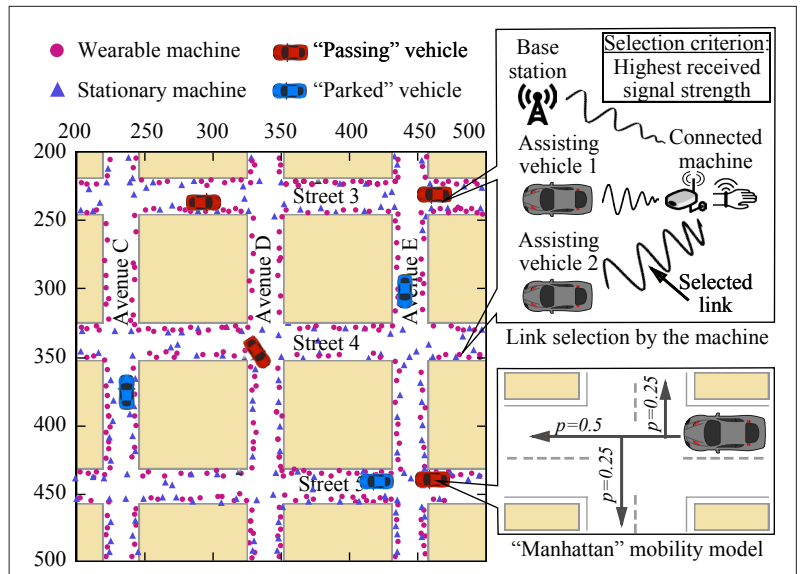 Wearable machine
"Passing" vehicle
Stationary machine
"Parked" vehicle
200 250 300 350 400 450 500
200
250
300
350
400
450
500
Street 3
Avenue C
Avenue D
Avenue E
Street 4
Street 5
Base
station
Selection criterion:
Highest received
signal strength
Assisting
vehicle 1
Connected
machine
Assisting
vehicle 2
Selected
link
Link selection by the machine
p=0.5
p=0.25
p=0.25
"Manhattan" mobility model